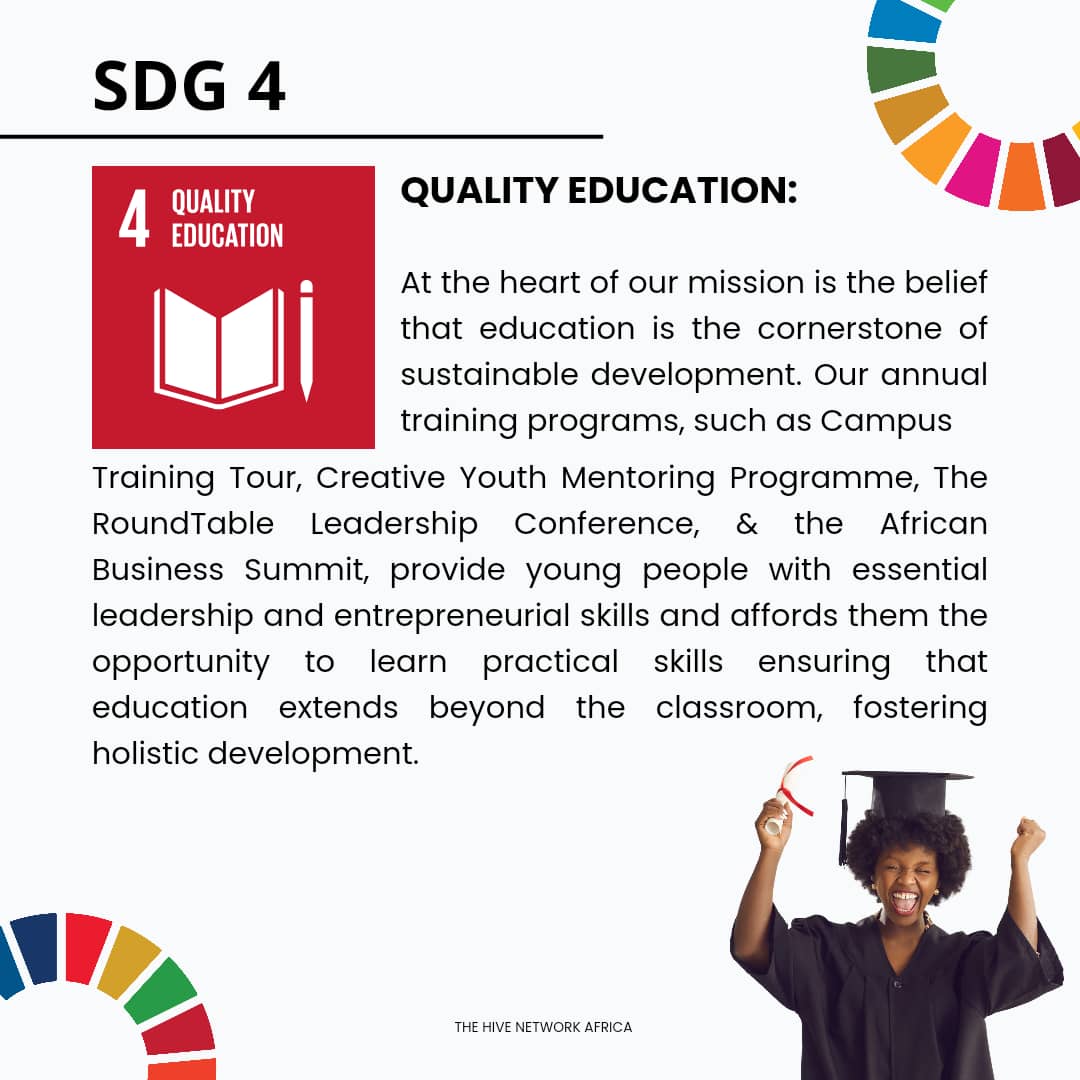 SDG 4
4 QUALITY
EDUCATION
QUALITY EDUCATION:
At the heart of our mission is the belief
that education is the cornerstone of
sustainable development. Our annual
training programs, such as Campus
Training Tour, Creative Youth Mentoring Programme, The
RoundTable Leadership Conference, & the African
Business Summit, provide young people with essential
leadership and entrepreneurial skills and affords them the
opportunity to learn practical skills ensuring that
education extends beyond the classroom, fostering
holistic development.
THE HIVE NETWORK AFRICA